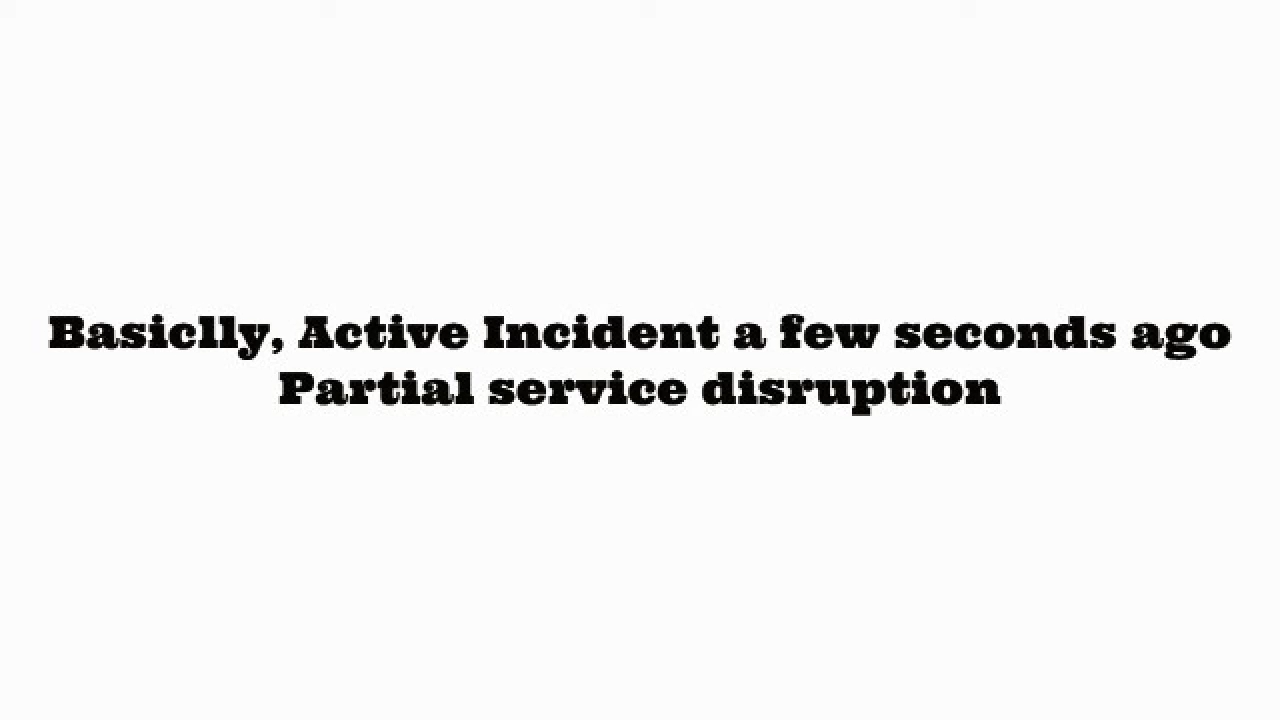 Basiclly, Active Incident a few seconds ago
Partial service disruption